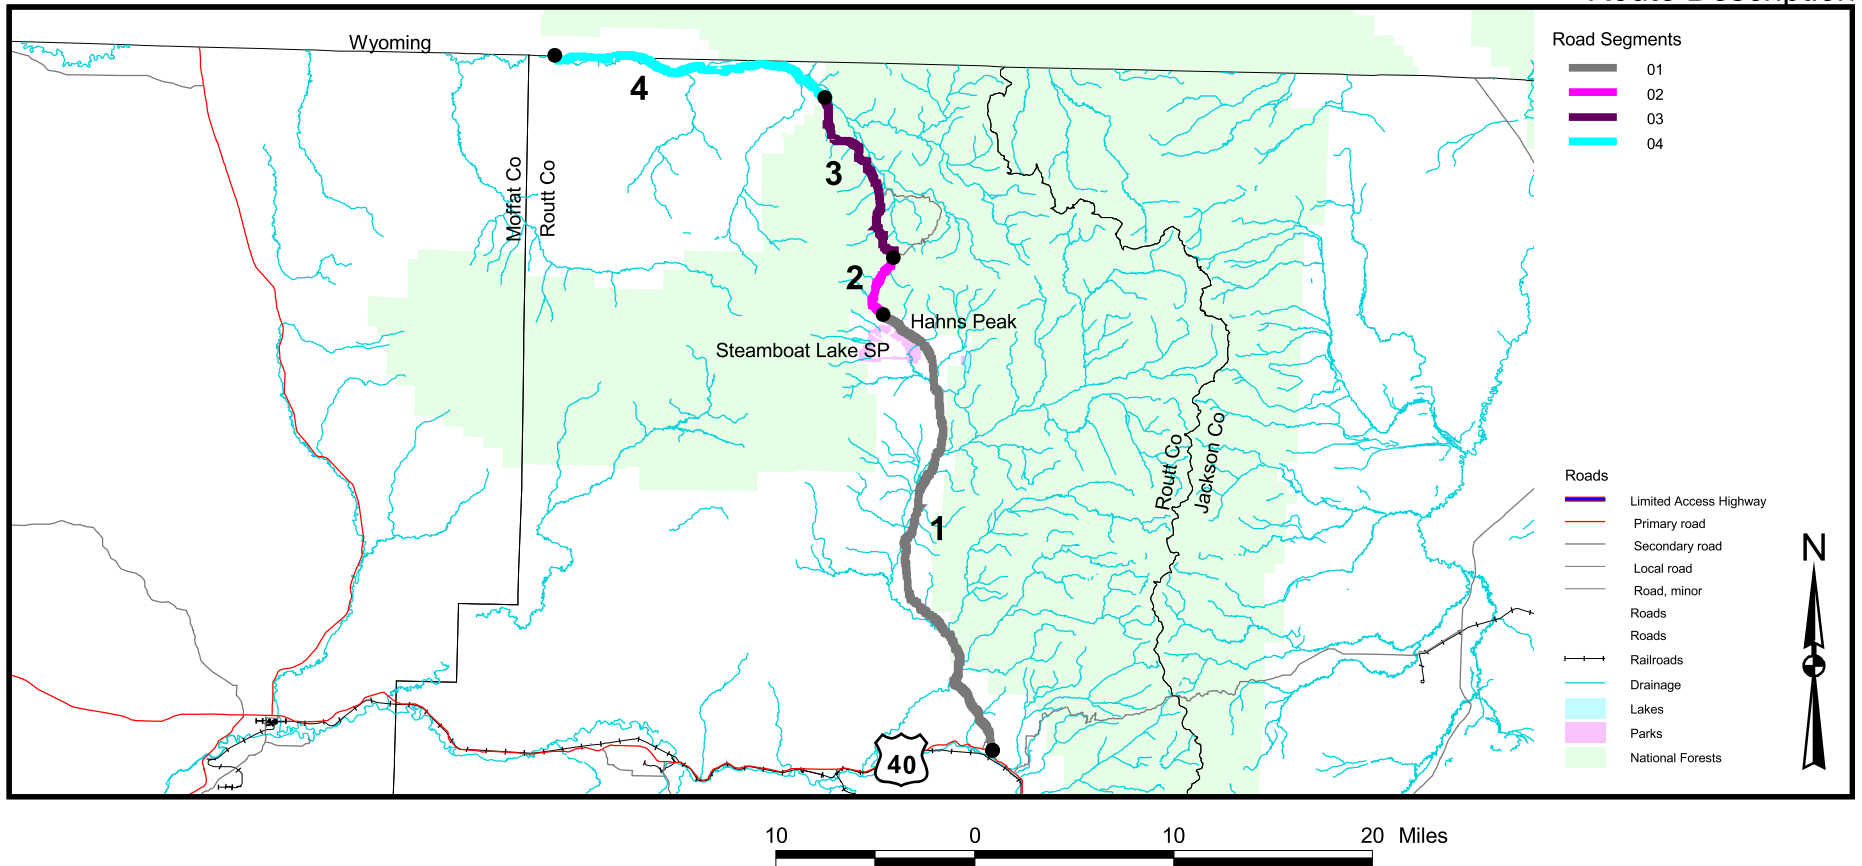 Route Description
Wyoming
4
Moffat Co
Routt Co
3
2
Hahns Peak
Steamboat Lake SP
1
Routt Co
Jackson Co
40
Road Segments
01
02
03
04
Roads
Limited Access Highway
Primary road
Secondary road
Local road
Road, minor
Roads
Roads
Railroads
Drainage
Lakes
Parks
National Forests
N
10 0 10 20 Miles